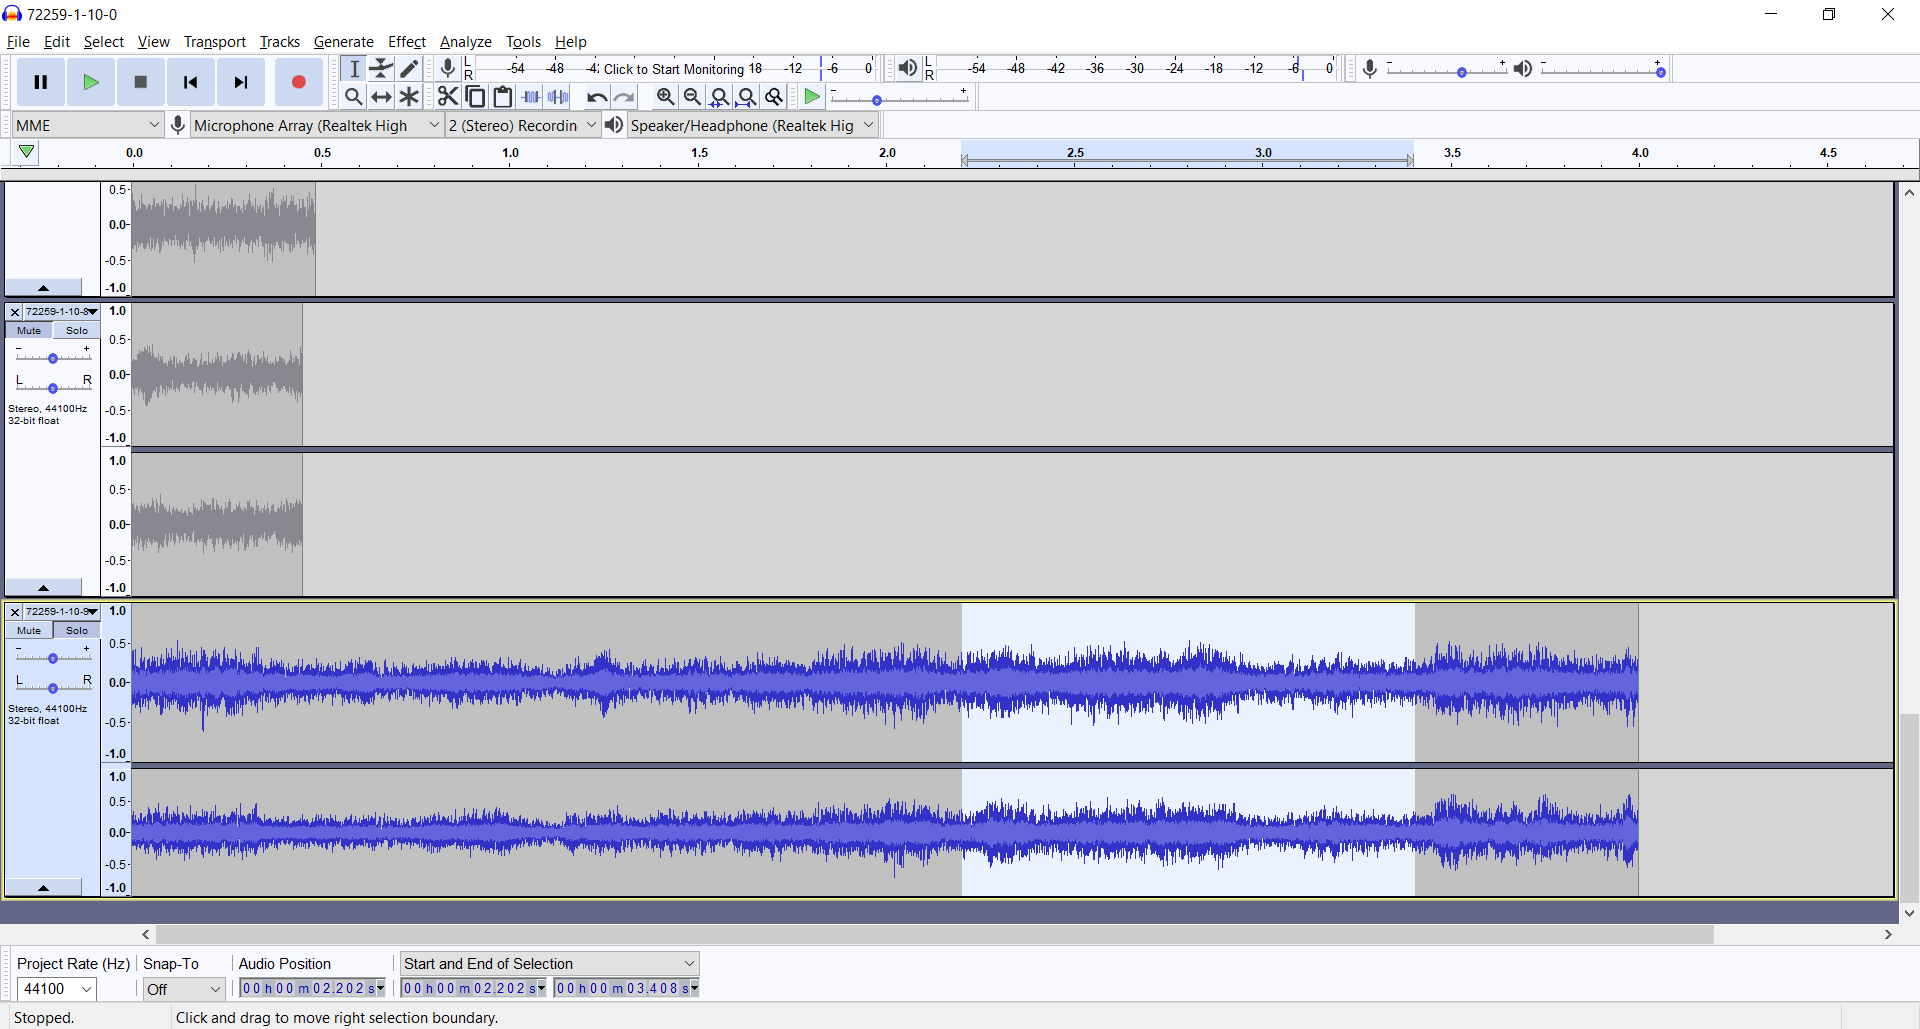 72259-1-10-0
File Edit Select View Transport Tracks Generate Effect Analyze Tools Help
L R -54 -48 -4 Click to Start Monitoring 18 -12 -6 0 L R -54 -48 -42 -36 -30 -24 -18 -12 -6 0 - + - +
- +
MME Microphone Array (Realtek High 2 (Stereo) Recordin Speaker/Headphone (Realtek Hig
0.0 0.5 1.0 1.5 2.0 2.5 3.0 3.5 4.0 4.5
0.5
0.0
-0.5
-1.0
72259-1-10-8 1.0
Mute Solo
- + 0.5
L R 0.0
Stereo, 44100Hz -0.5
32-bit float
-1.0
1.0
0.5
0.0
-0.5
-1.0
72259-1-10-9 1.0
Mute Solo
- + 0.5
L R 0.0
Stereo, 44100Hz
32-bit float -0.5
-1.0
1.0
0.5
0.0
-0.5
-1.0
Project Rate (Hz) Snap-To Audio Position Start and End of Selection
44100 Off 00 h 00 m 02.202 s 00 h 00 m 02.202 s 00 h 00 m 03.408 s
Stopped. Click and drag to move right selection boundary.